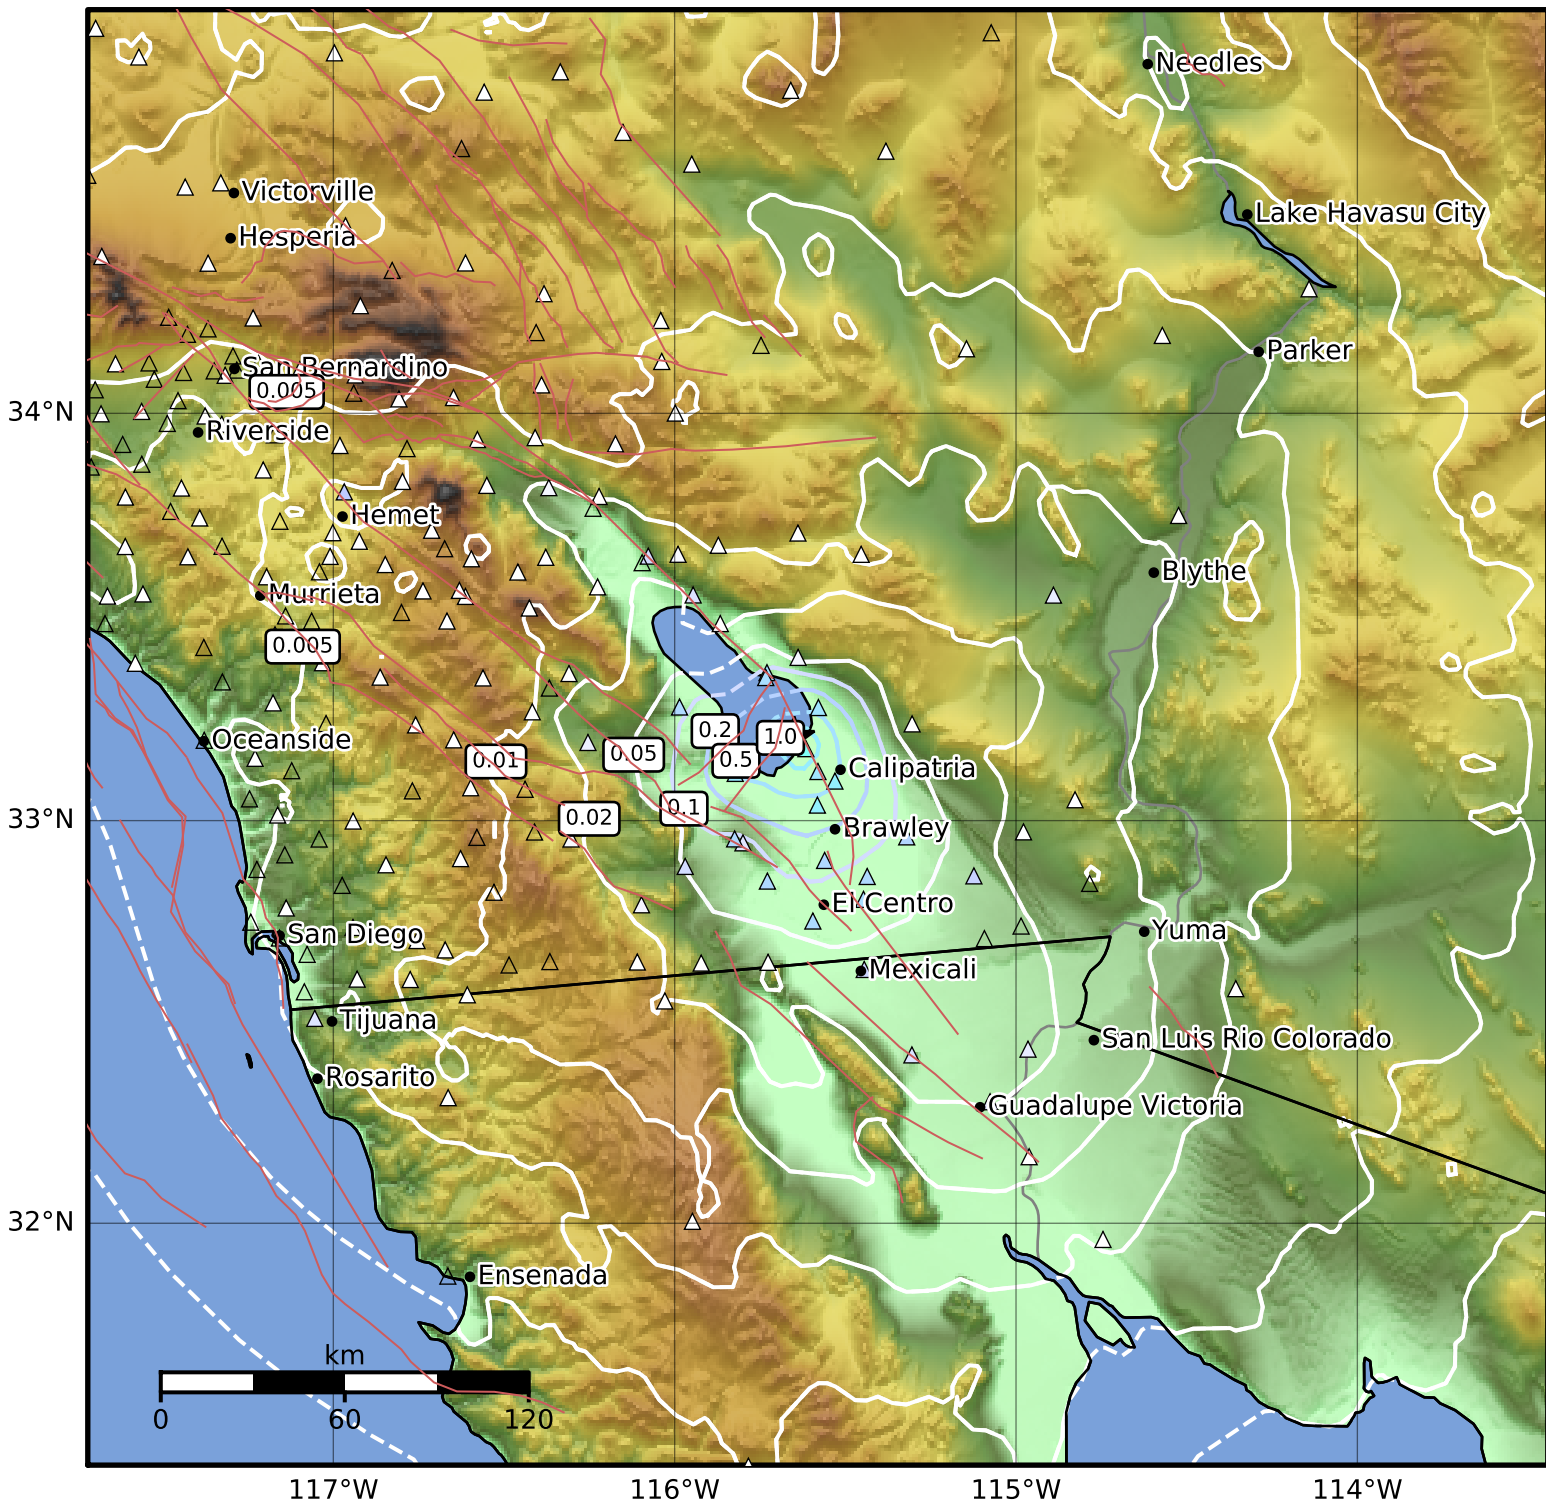 Needles
Victorville
Lake Havasu City
Hesperia
Parker
San Bernardino
0.005
34°N
Riverside
Hemet
Blythe
Murrieta
0.005
0.2
1.0
Oceanside
0.05
0.01
0.5
Calipatria
0.1
0.02
33°N
Brawley
El Centro
Yuma
San Diego
Mexicali
Tijuana
San Luis Rio Colorado
Rosarito
Guadalupe Victoria
32°N
Ensenada
km
0 60 120
117°W 116°W 115°W 114°W